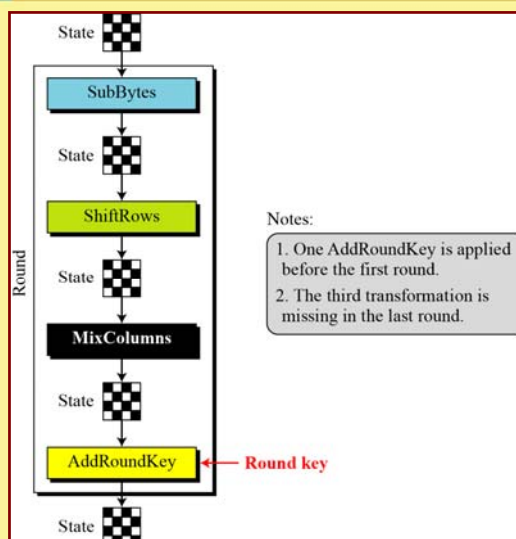 State
SubBytes
State
ShiftRows
Notes:
1. One AddRoundKey is applied
before the first round.
2. The third transformation is
missing in the last round.
Round
State
MixColumns
State
AddRoundKey
Round key
State